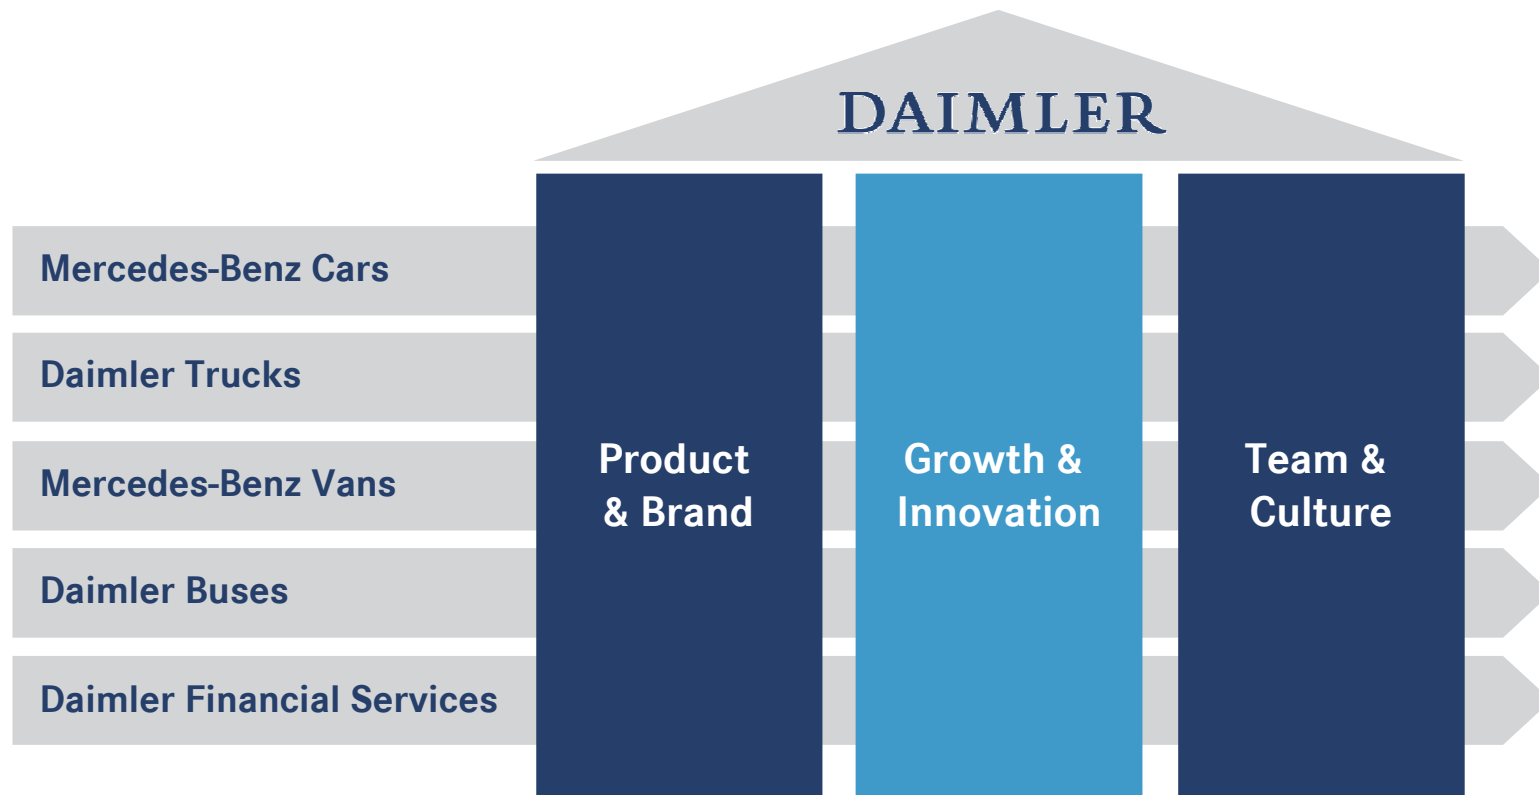 DAIMLER
Mercedes-Benz Cars
Daimler Trucks
Mercedes-Benz Vans
Daimler Buses
Daimler Financial Services
Product
& Brand
Growth &
Innovation
Team &
Culture